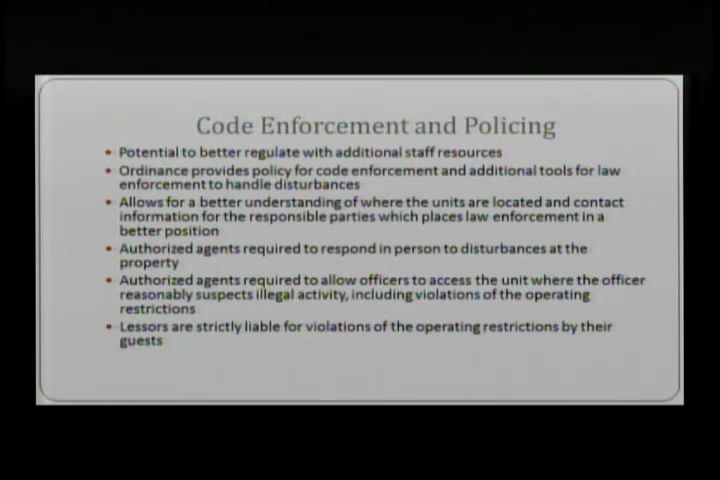 Code Enforcement and Policing
• Potential to better regulate with additional staff resources
• Ordinance provides policy for code enforcement and additional tools for law
enforcement to handle disturbances
• Allows for a better understanding of where the units are located and contact
information for the responsible parties which places law enforcement in a
better position
• Authorized agents required to respond in person to disturbances at the
property
• Authorized agents required to allow officers to access the unit where the officer
reasonably suspects illegal activity, including violations of the operating
restrictions
• Lessors are strictly liable for violations of the operating restrictions by their
guests